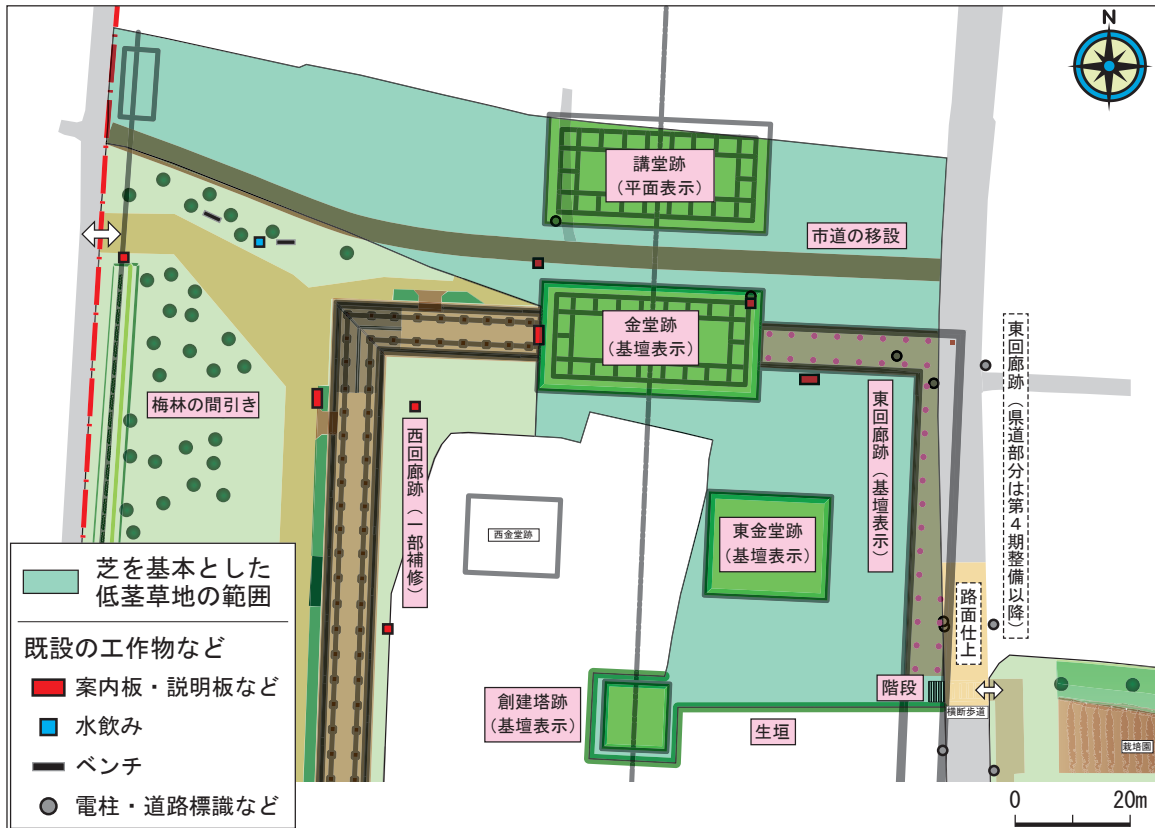 N
講堂跡
（平面表示）
市道の移設
金堂跡
（基壇表示）
梅林の間引き
西回廊跡（一部補修）
西金堂跡
東金堂跡
（基壇表示）
東回廊跡（基壇表示）
東回廊跡（県道部分は第４期整備以降）
路面仕上
階段
横断歩道
創建塔跡
（基壇表示）
生垣
栽培園
芝を基本とした
低茎草地の範囲
既設の工作物など
案内板・説明板など
水飲み
ベンチ
電柱・道路標識など
0 20m